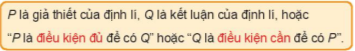 P là giả thiết của định lí, Q là kết luận của định lí, hoặc
“P là điều kiện đủ để có Q” hoặc “Q là điều kiện cần để có P”.